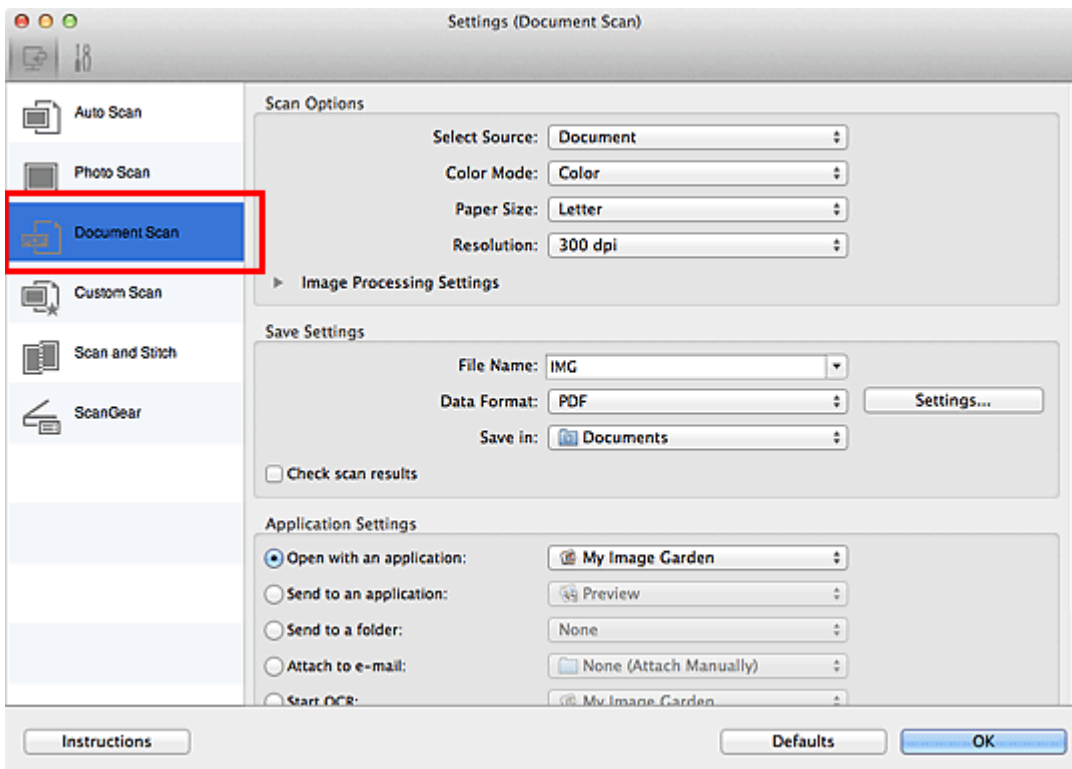 Settings (Document Scan)
Auto Scan
Photo Scan
PDF
Document Scan
Custom Scan
Scan and Stitch
ScanGear
Scan Options
Select Source: Document
Color Mode: Color
Paper Size: Letter
Resolution: 300 dpi
Image Processing Settings
Save Settings
File Name: IMG
Data Format: PDF Settings...
Save in: Documents
Check scan results
Application Settings
Open with an application: My Image Garden
Send to an application: Preview
Send to a folder: None
Attach to e-mail: None (Attach Manually)
Start OCR: My Image Garden
Instructions Defaults OK